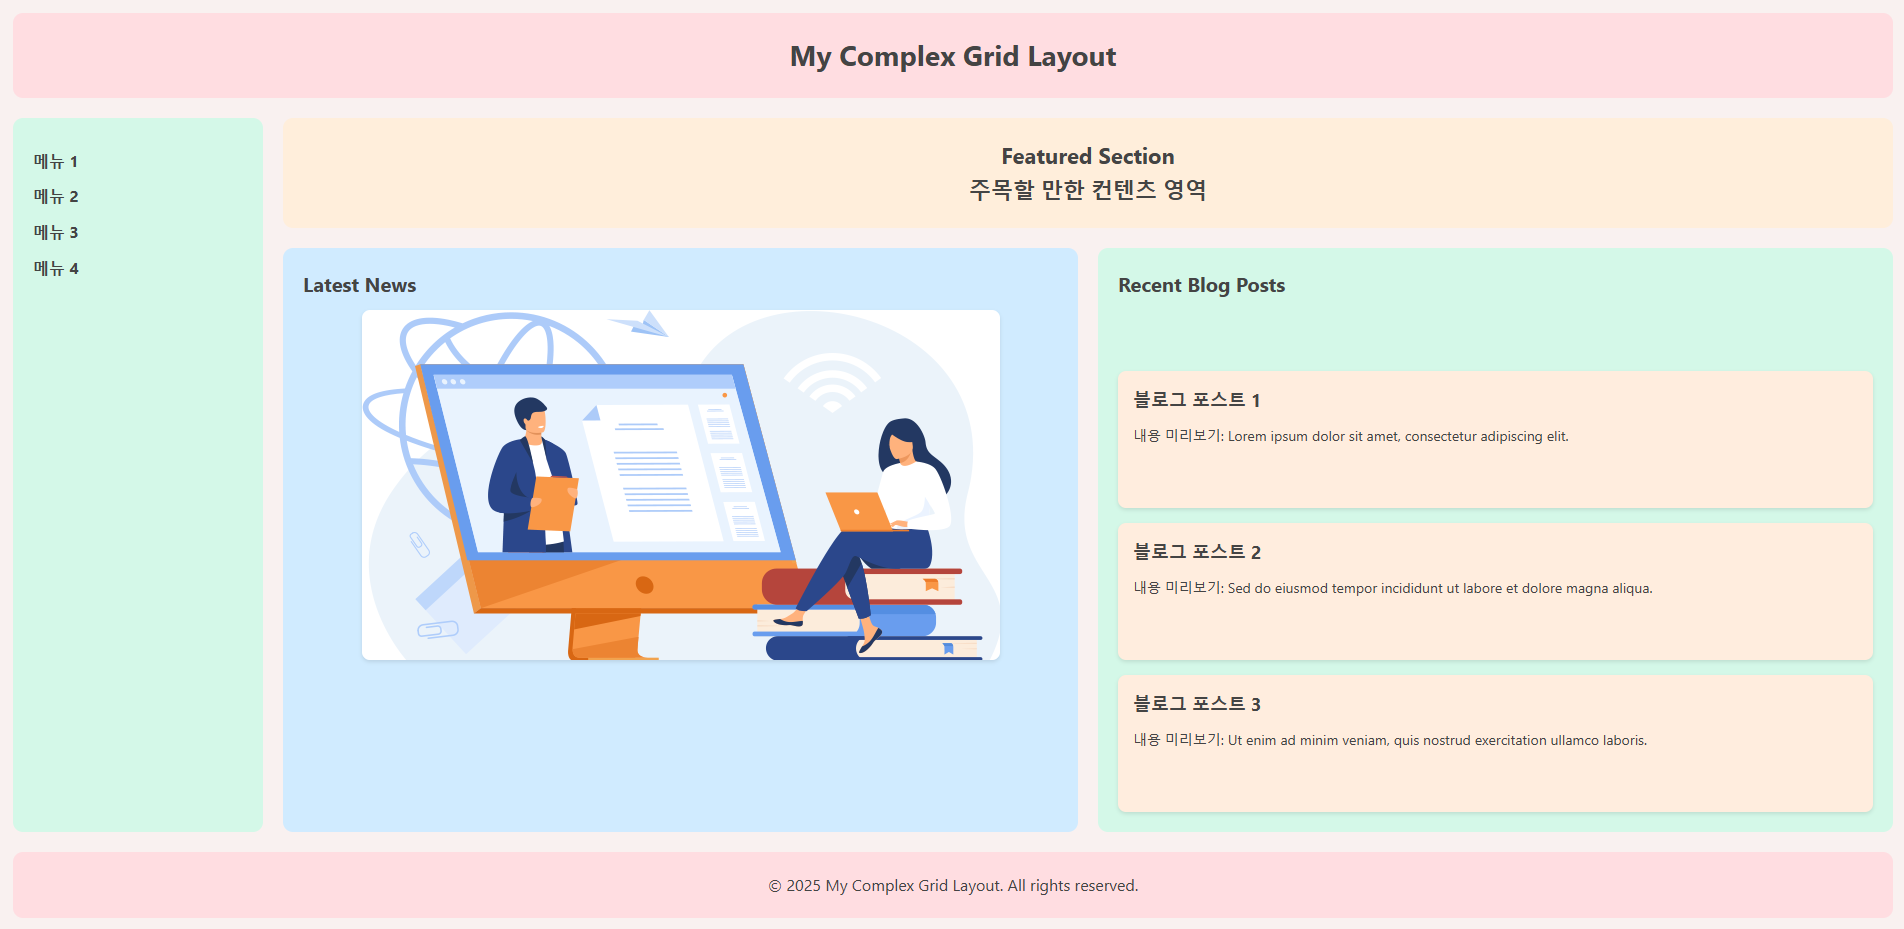 My Complex Grid Layout
메뉴 1
메뉴 2
메뉴 3
메뉴 4
Featured Section
주목할 만한 컨텐츠 영역
Latest News
Recent Blog Posts
블로그 포스트 1
내용 미리보기: Lorem ipsum dolor sit amet, consectetur adipiscing elit.
블로그 포스트 2
내용 미리보기: Sed do eiusmod tempor incididunt ut labore et dolore magna aliqua.
블로그 포스트 3
내용 미리보기: Ut enim ad minim veniam, quis nostrud exercitation ullamco laboris.
© 2025 My Complex Grid Layout. All rights reserved.